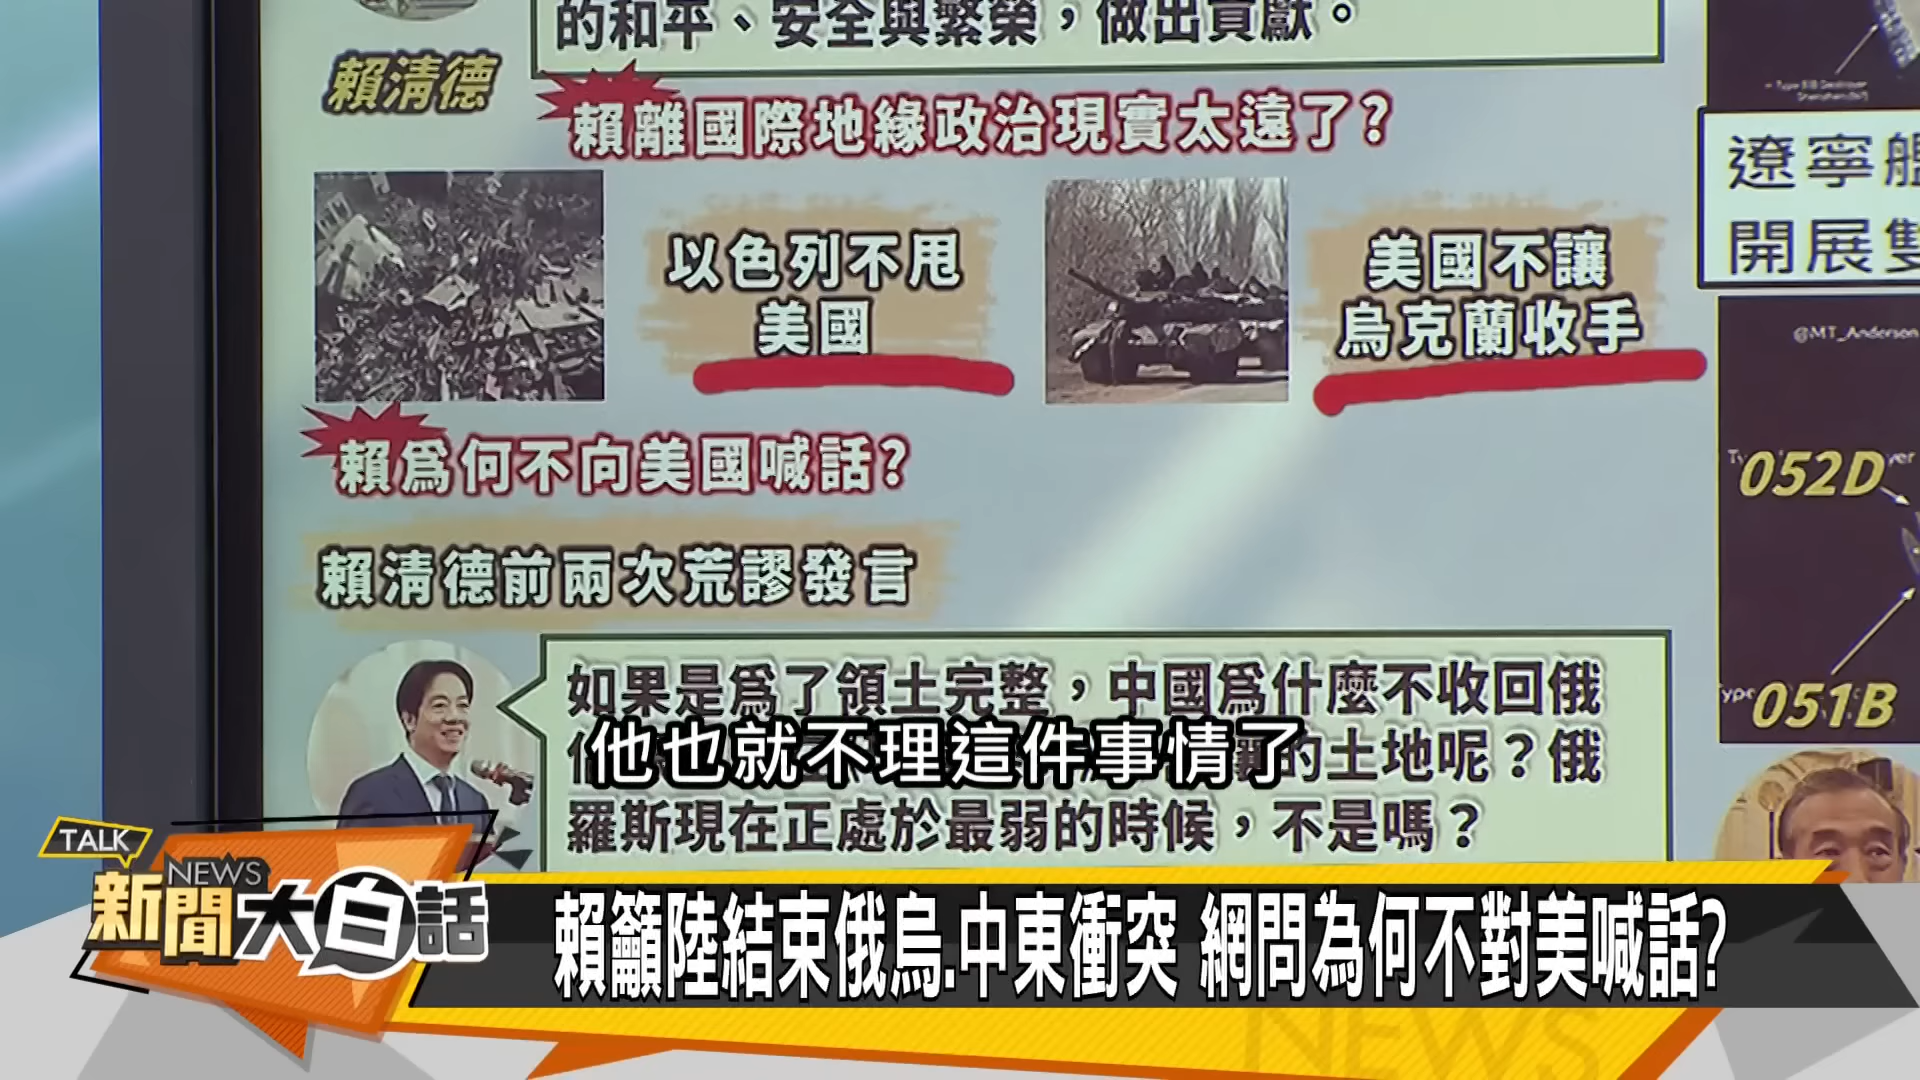 的和平、安全與繁榮，做出貢獻。
賴清德
賴離國際地緣政治現實太遠了?
以色列不甩
美國
美國不讓
烏克蘭收手
賴為何不向美國喊話?
賴清德前兩次荒謬發言
如果是為了領土完整，中國為什麼不收回俄
的土地呢？俄
羅斯現在正處於最弱的時候，不是嗎？
他也就不理這件事情了
遼寧艦
開展雙
@MT_Anderson
052D
051B
TALK
NEWS
新聞大白話
賴籲陸結束俄烏.中東衝突 網問為何不對美喊話?
NEWS